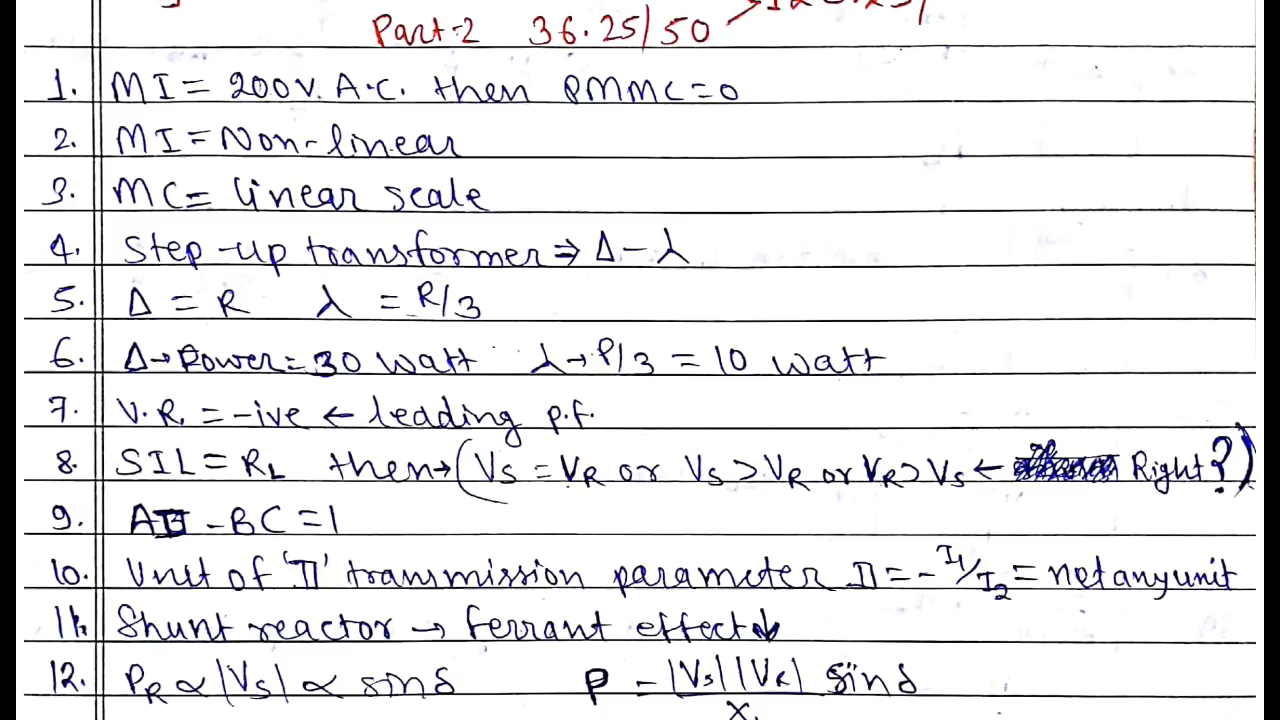 Part-2 36.25/50
1. MI = 200V. A.C. then PMMC=0
2. MI = Non-linear
3. MC = linear scale
4. Step-up transformer ⇒ Δ-λ
5. Δ = R λ = R/3
6. Δ→Power = 30 Watt λ→P/3 = 10 watt
7. V.R. = -ive ← leading p.f.
8. SIL = RL then→(VS = VR or VS > VR or VR > VS ← Right?)
9. AD - BC = 1
10. Unit of 'D' transmission parameter D = - I1/I2 = not any unit
11. Shunt reactor → ferrant effect↓
12. PR ∝ |VS| ∝ sinδ P = |VS| |VR| sinδ
X.